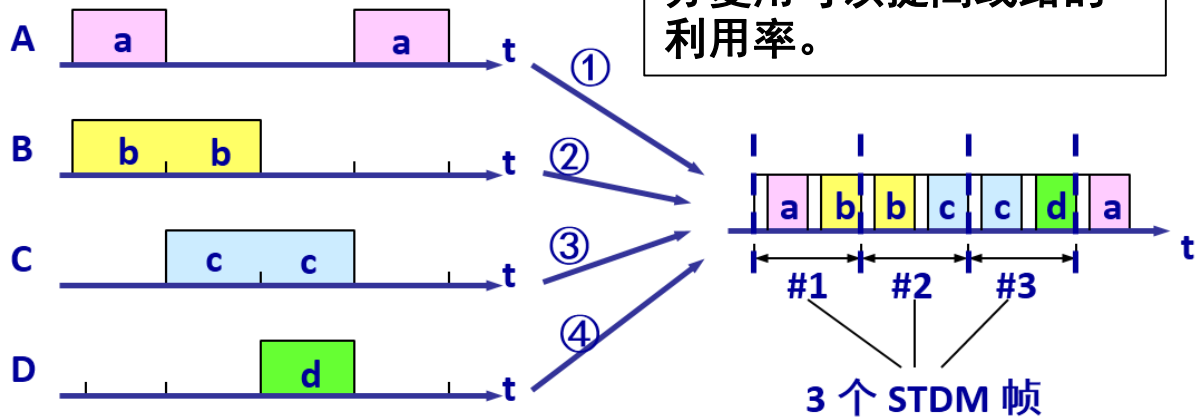 分复用可以提高线路的
利用率。
A a a t
①
B b b t
②
C c c t
③
D d t
④
a b b c c d a t
#1 #2 #3
3 个 STDM 帧